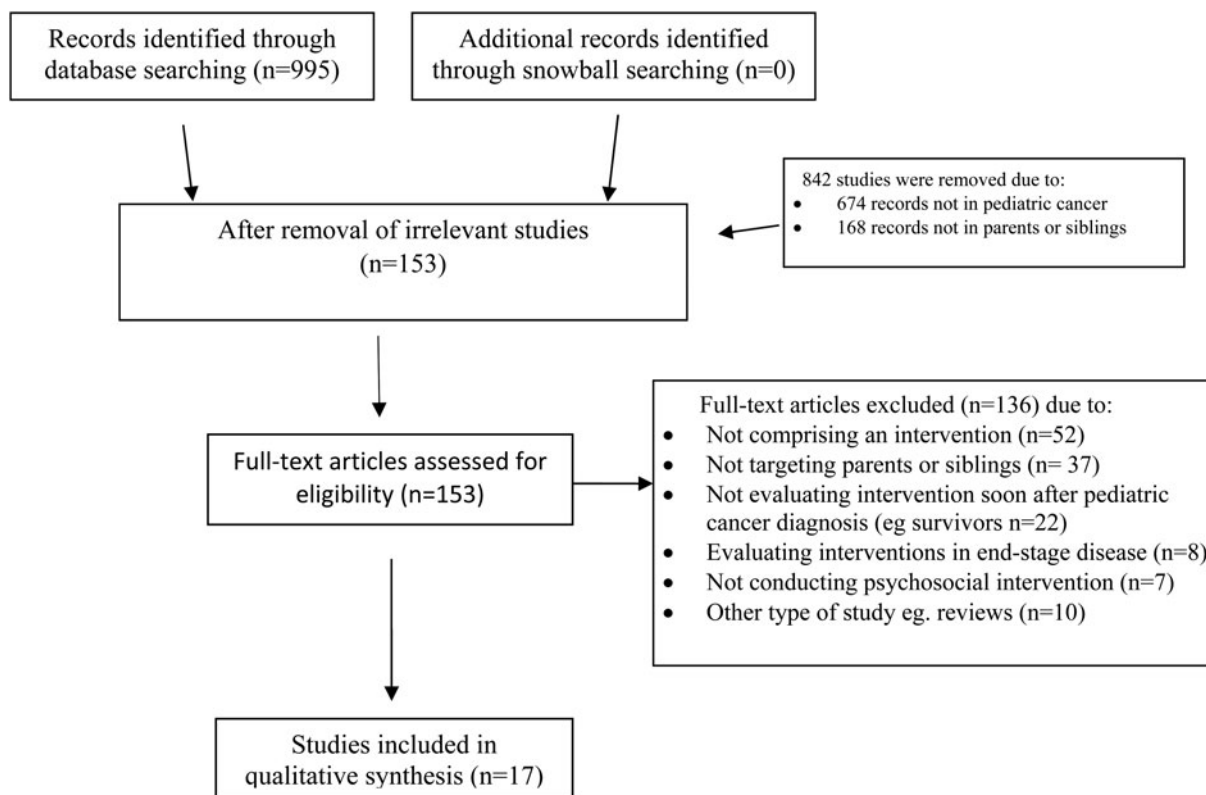 Records identified through
database searching (n=995)
Additional records identified
through snowball searching (n=0)
842 studies were removed due to:
• 674 records not in pediatric cancer
• 168 records not in parents or siblings
After removal of irrelevant studies
(n=153)
Full-text articles assessed for
eligibility (n=153)
Full-text articles excluded (n=136) due to:
• Not comprising an intervention (n=52)
• Not targeting parents or siblings (n= 37)
• Not evaluating intervention soon after pediatric
cancer diagnosis (eg survivors n=22)
• Evaluating interventions in end-stage disease (n=8)
• Not conducting psychosocial intervention (n=7)
• Other type of study eg. reviews (n=10)
Studies included in
qualitative synthesis (n=17)